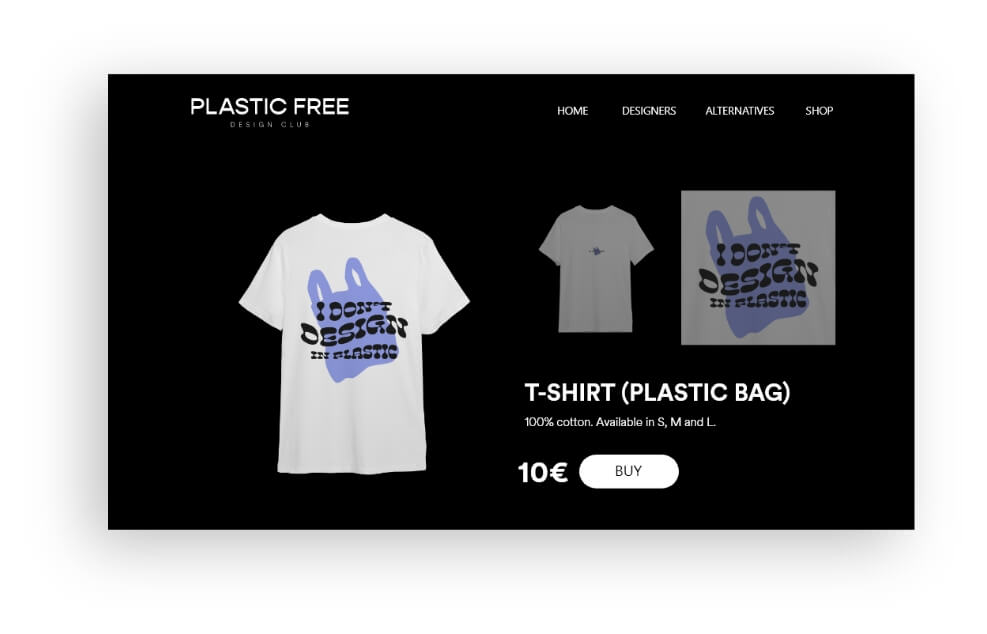 PLASTIC FREE
DESIGN CLUB
HOME DESIGNERS ALTERNATIVES SHOP
I DON'T
DESIGN
IN PLASTIC
I DON'T
DESIGN
IN PLASTIC
T-SHIRT (PLASTIC BAG)
100% cotton. Available in S, M and L.
10€ BUY